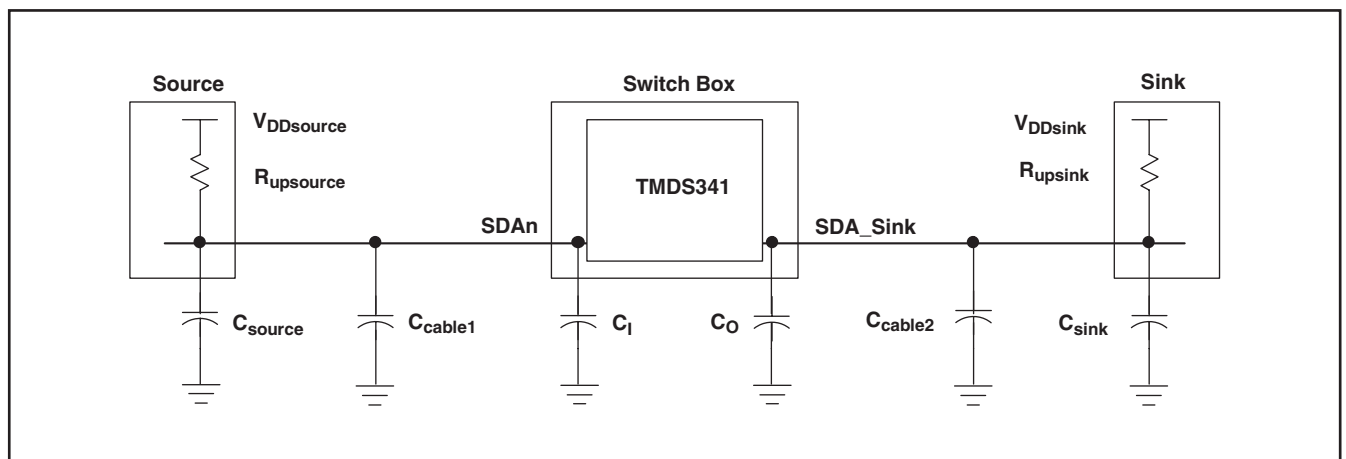 Source
Switch Box
Sink
VDDsource
VDDsink
Rupsource
TMDS341
Rupsink
SDAn
SDA_Sink
Csource
Ccable1
CI
CO
Ccable2
Csink